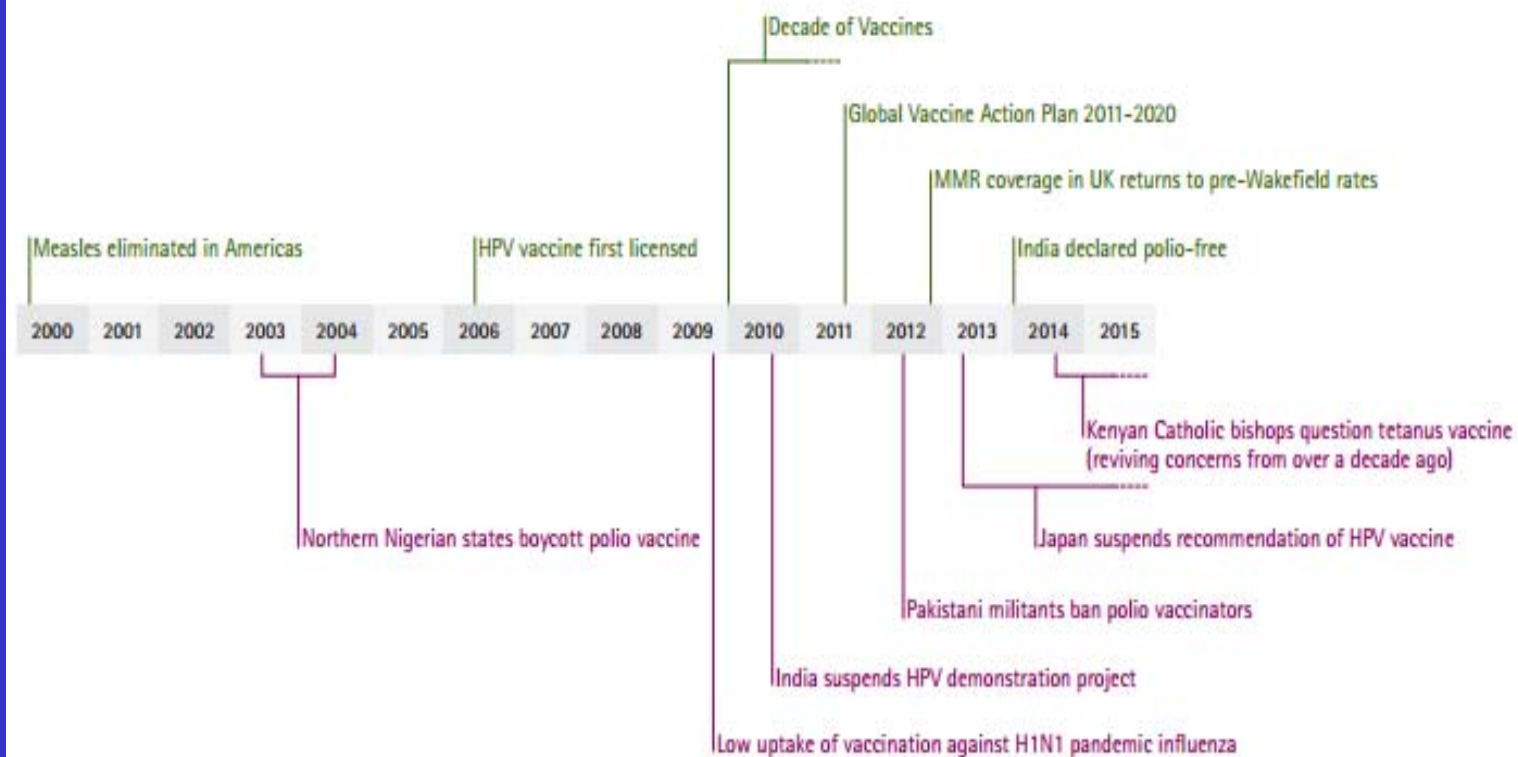 Decade of Vaccines
Global Vaccine Action Plan 2011-2020
MMR coverage in UK returns to pre-Wakefield rates
Measles eliminated in Americas
HPV vaccine first licensed
India declared polio-free
2000 2001 2002 2003 2004 2005 2006 2007 2008 2009 2010 2011 2012 2013 2014 2015
Kenyan Catholic bishops question tetanus vaccine
(reviving concerns from over a decade ago)
Northern Nigerian states boycott polio vaccine
Japan suspends recommendation of HPV vaccine
Pakistani militants ban polio vaccinators
India suspends HPV demonstration project
Low uptake of vaccination against H1N1 pandemic influenza